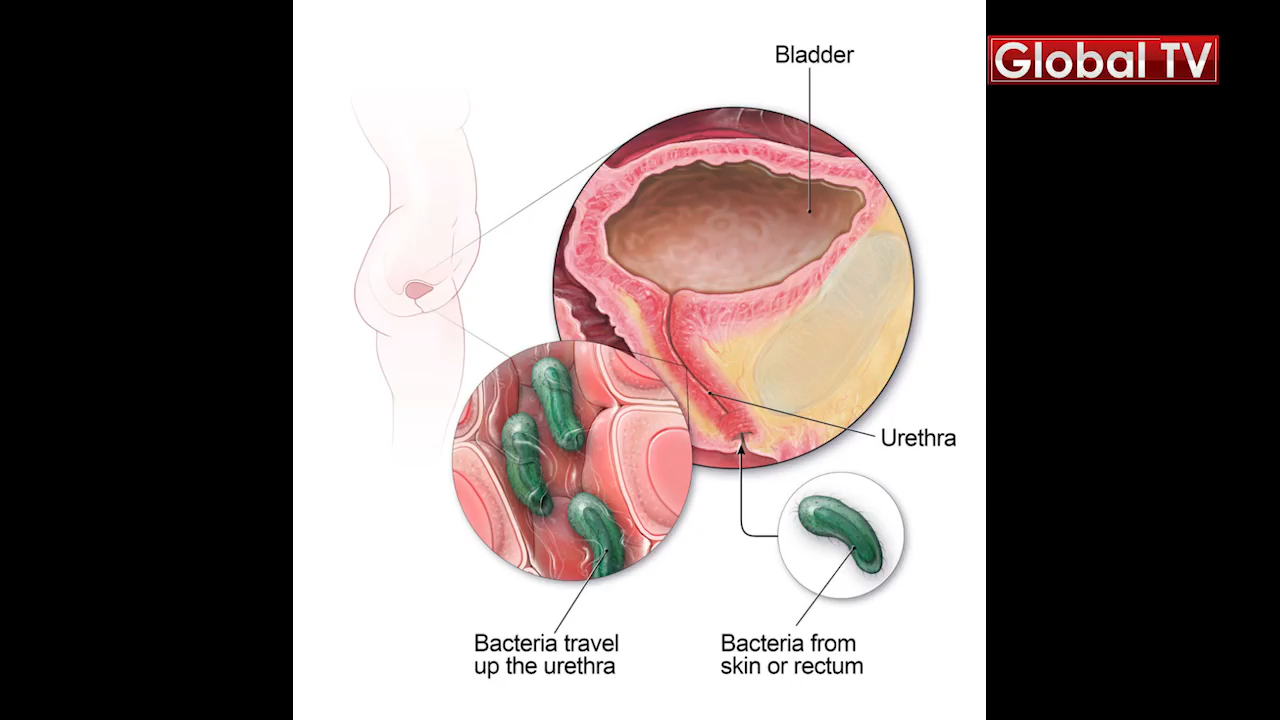 Bladder
Global TV
Urethra
Bacteria travel
up the urethra
Bacteria from
skin or rectum